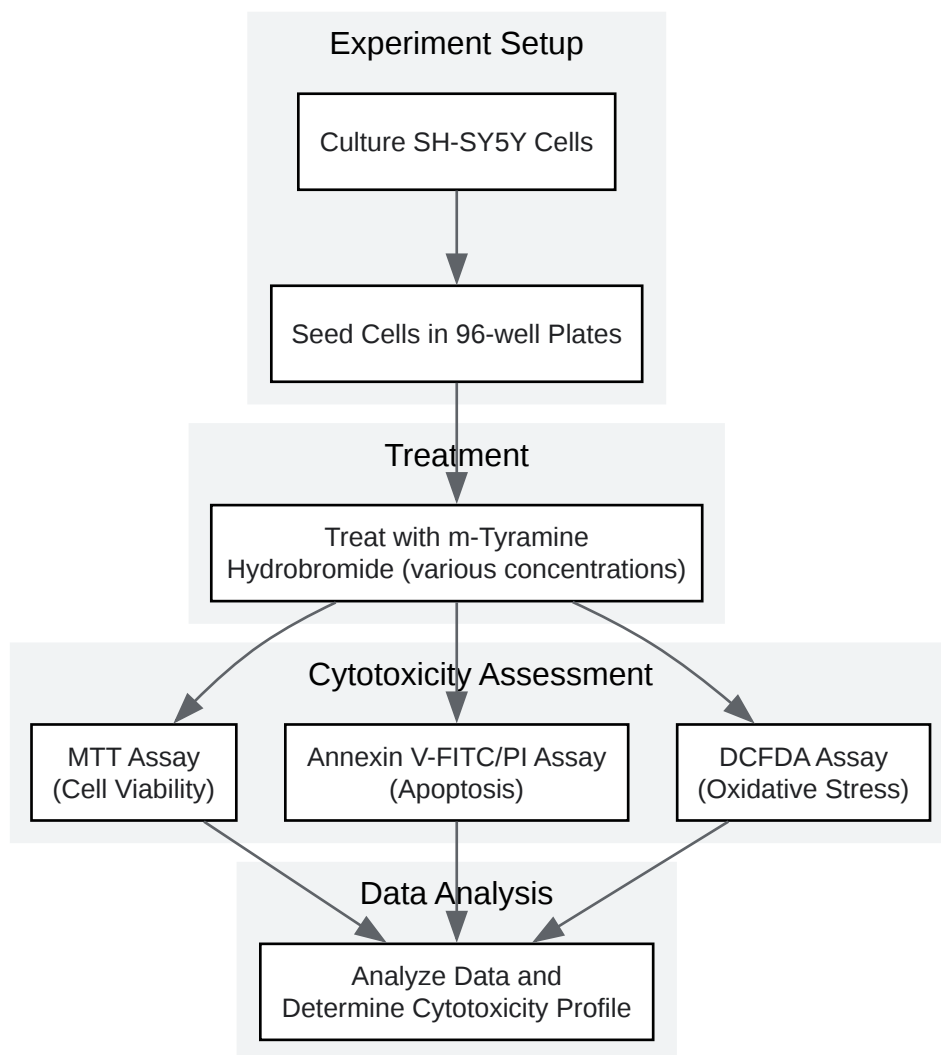 Experiment Setup
Culture SH-SY5Y Cells
Seed Cells in 96-well Plates
Treatment
Treat with m-Tyramine
Hydrobromide (various concentrations)
Cytotoxicity Assessment
MTT Assay
(Cell Viability)
Annexin V-FITC/PI Assay
(Apoptosis)
DCFDA Assay
(Oxidative Stress)
Data Analysis
Analyze Data and
Determine Cytotoxicity Profile